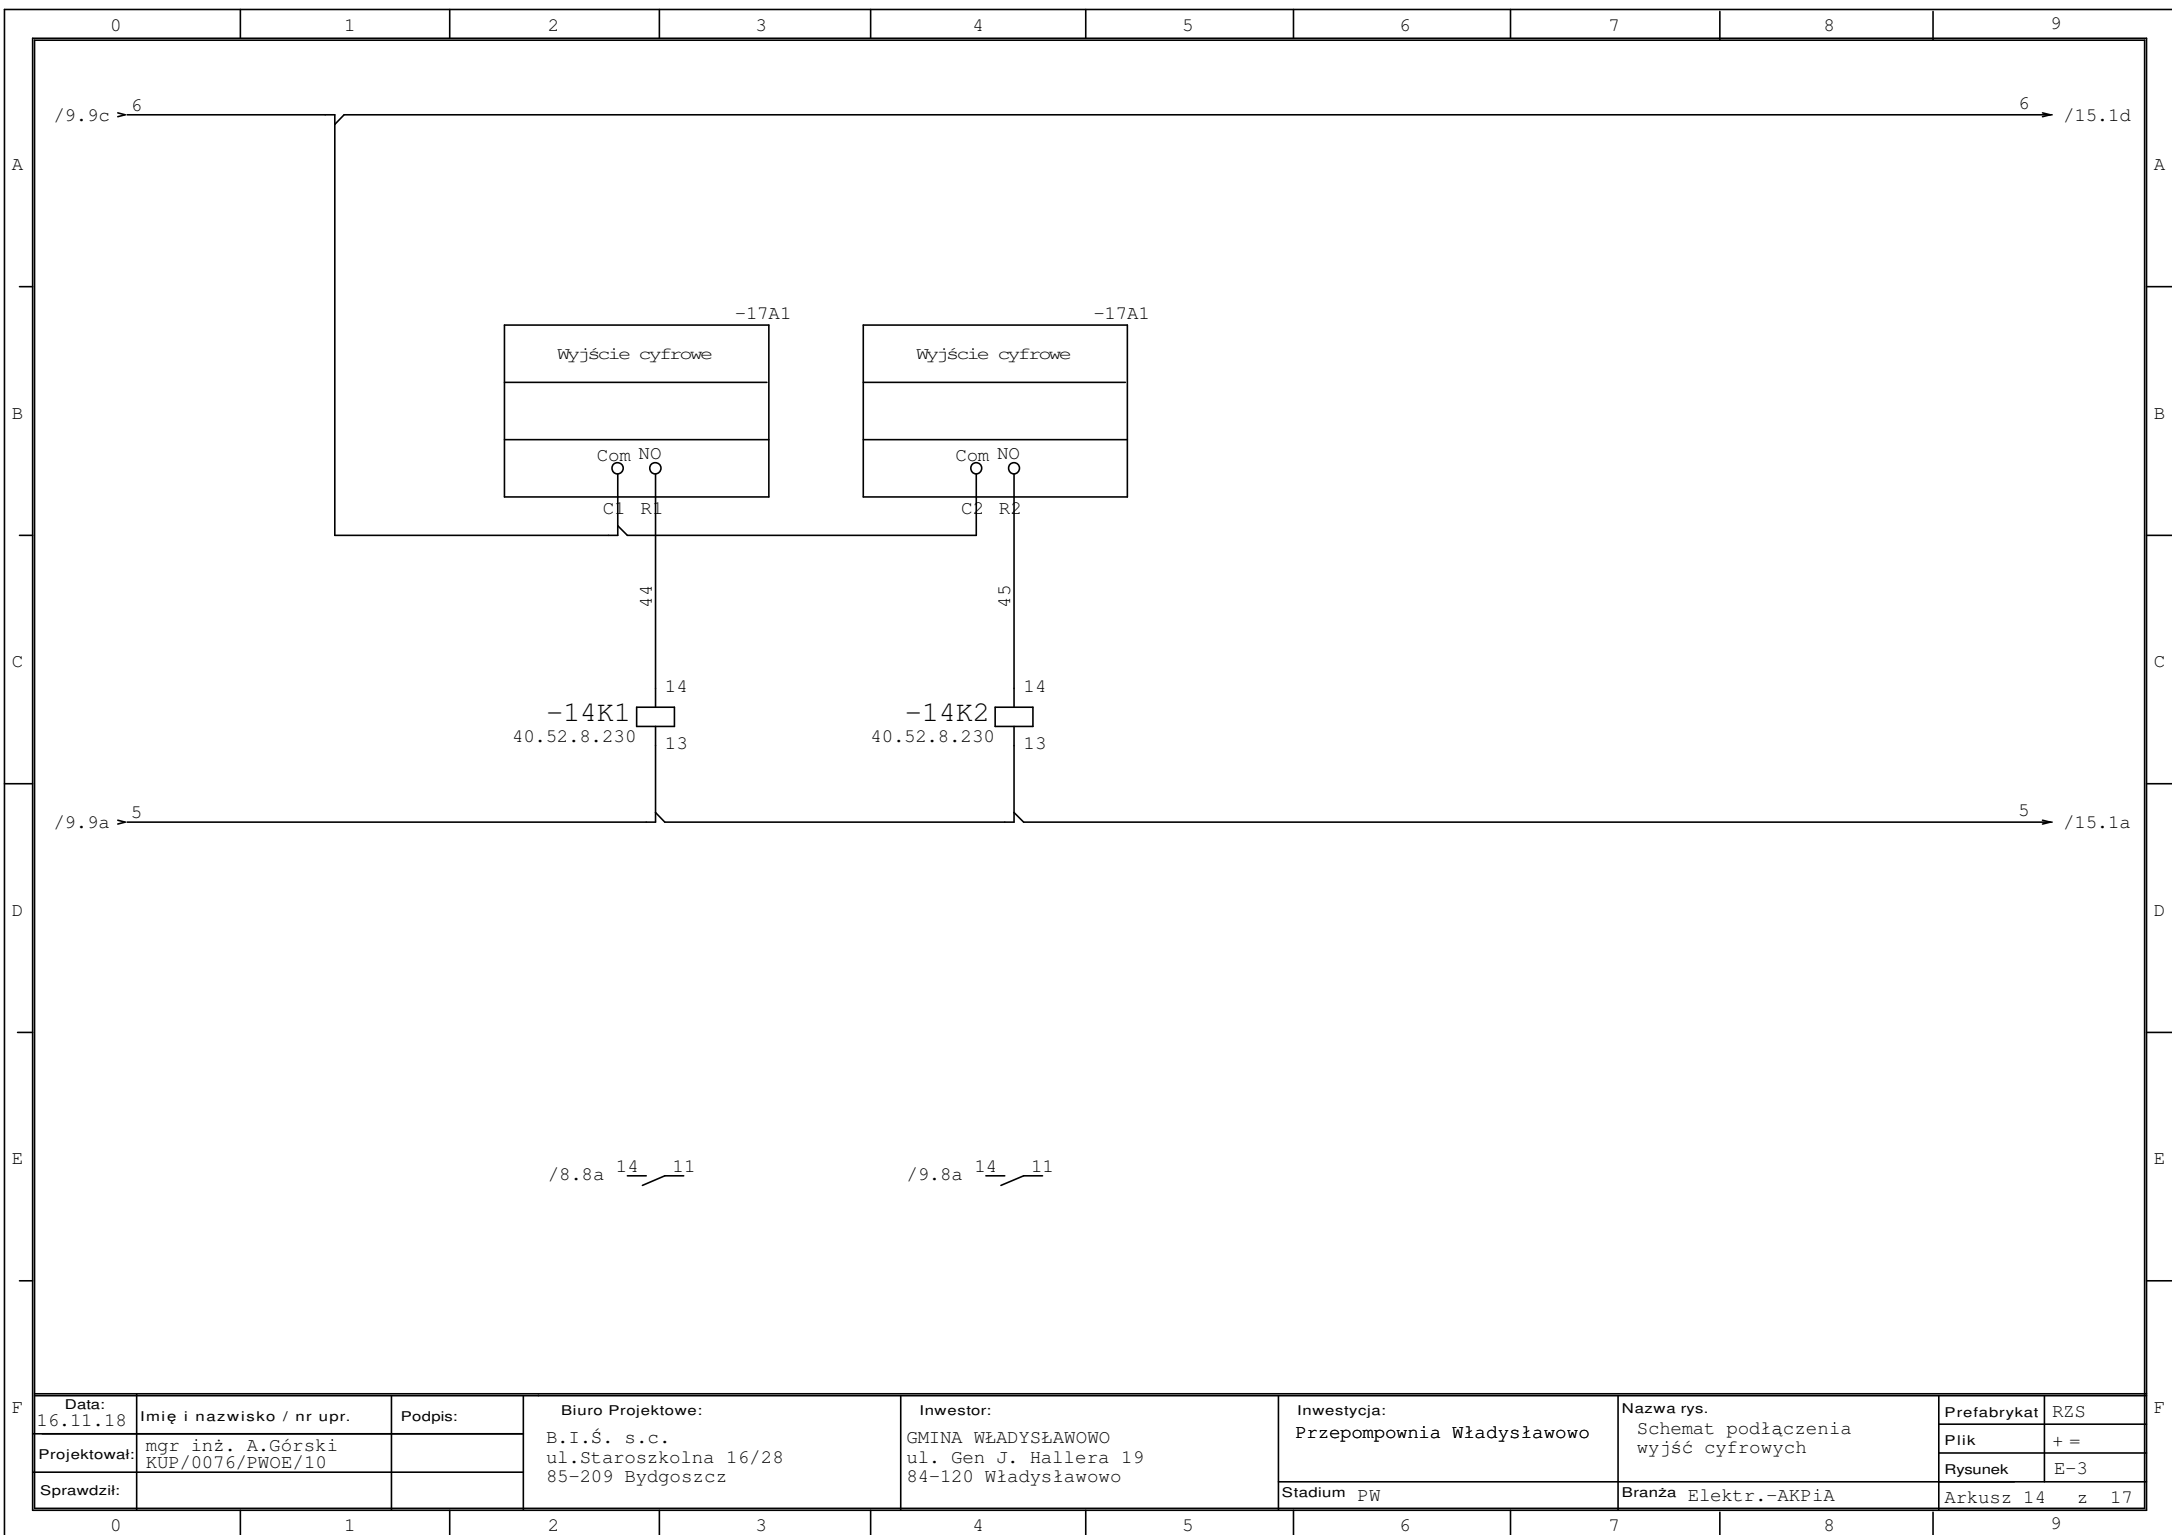 0 1 2 3 4 5 6 7 8 9
/9.9c 6 6 /15.1d
A A
-17A1 -17A1
Wyjście cyfrowe Wyjście cyfrowe
B B
Com NO Com NO
C1 R1 C2 R2
44 45
C C
14 14
-14K1 -14K2
40.52.8.230 13 40.52.8.230 13
/9.9a 5 5 /15.1a
D D
E E
/8.8a 14 11 /9.8a 14 11
F F
Data:
16.11.18
Imię i nazwisko / nr upr.
Podpis:
Projektował:
mgr inż. A.Górski
KUP/0076/PWOE/10
Sprawdził:
Biuro Projektowe:
B.I.Ś. s.c.
ul.Staroszkolna 16/28
85-209 Bydgoszcz
Inwestor:
GMINA WŁADYSŁAWOWO
ul. Gen J. Hallera 19
84-120 Władysławowo
Inwestycja:
Przepompownia Władysławowo
Stadium PW
Nazwa rys.
Schemat podłączenia
wyjść cyfrowych
Branża Elektr.-AKPiA
Prefabrykat RZS
Plik + =
Rysunek E-3
Arkusz 14 z 17
0 1 2 3 4 5 6 7 8 9